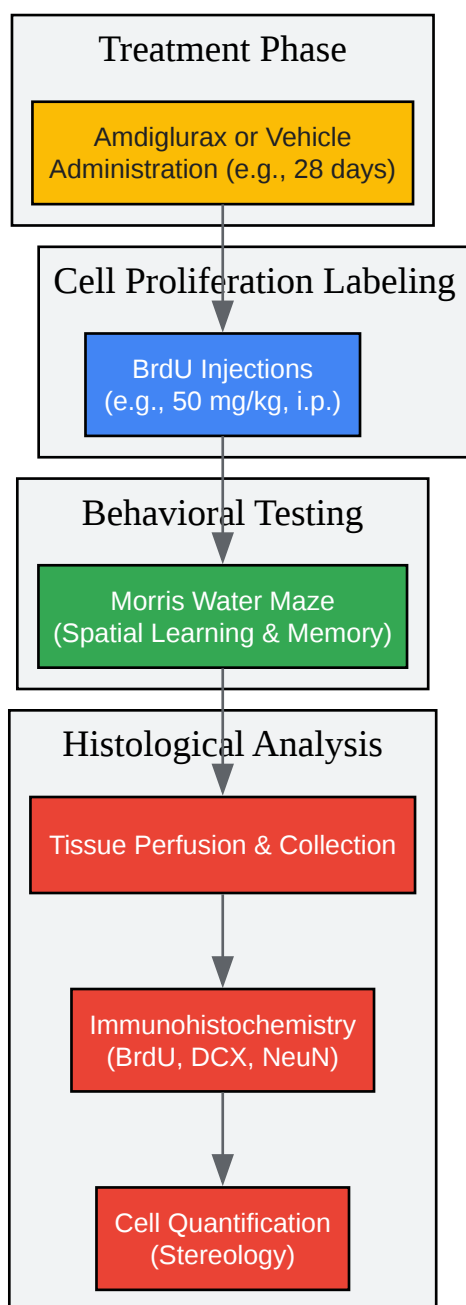 Treatment Phase
Amdiglurax or Vehicle
Administration (e.g., 28 days)
Cell Proliferation Labeling
BrdU Injections
(e.g., 50 mg/kg, i.p.)
Behavioral Testing
Morris Water Maze
(Spatial Learning & Memory)
Histological Analysis
Tissue Perfusion & Collection
Immunohistochemistry
(BrdU, DCX, NeuN)
Cell Quantification
(Stereology)